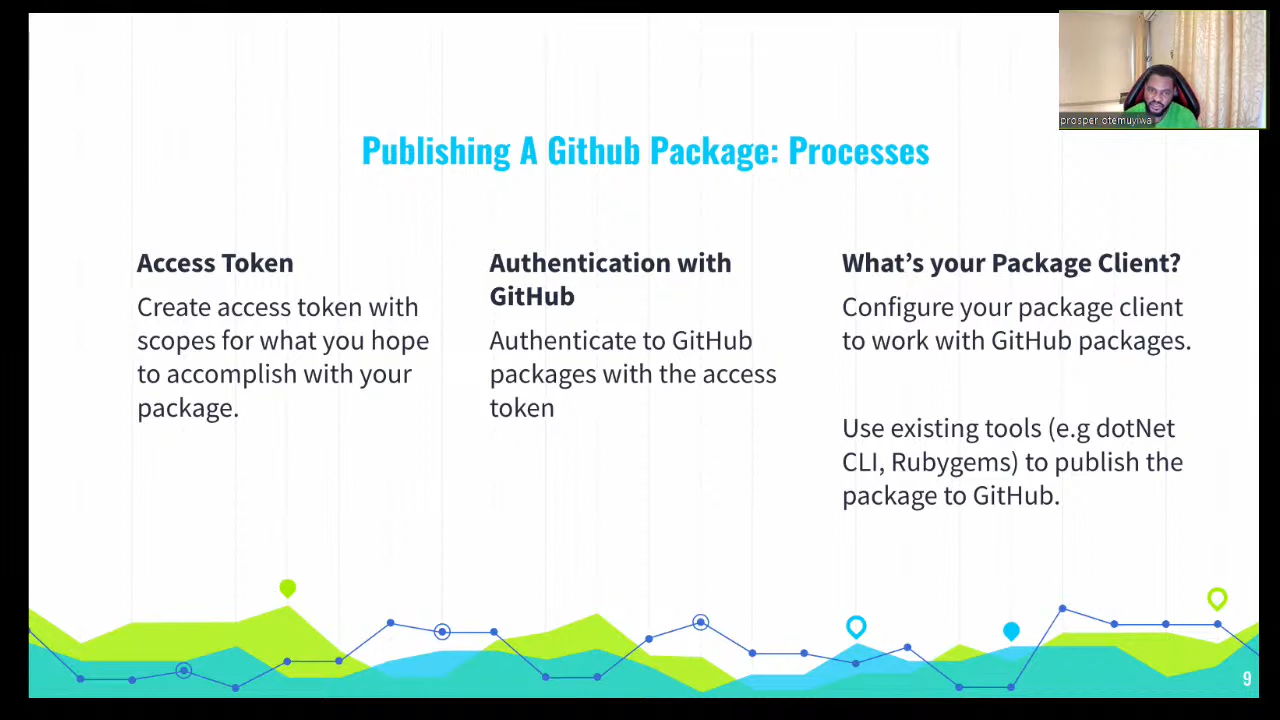 prosper otemuyiwa
Publishing A Github Package: Processes
Access Token
Create access token with
scopes for what you hope
to accomplish with your
package.
Authentication with
GitHub
Authenticate to GitHub
packages with the access
token
What’s your Package Client?
Configure your package client
to work with GitHub packages.
Use existing tools (e.g dotNet
CLI, Rubygems) to publish the
package to GitHub.
9